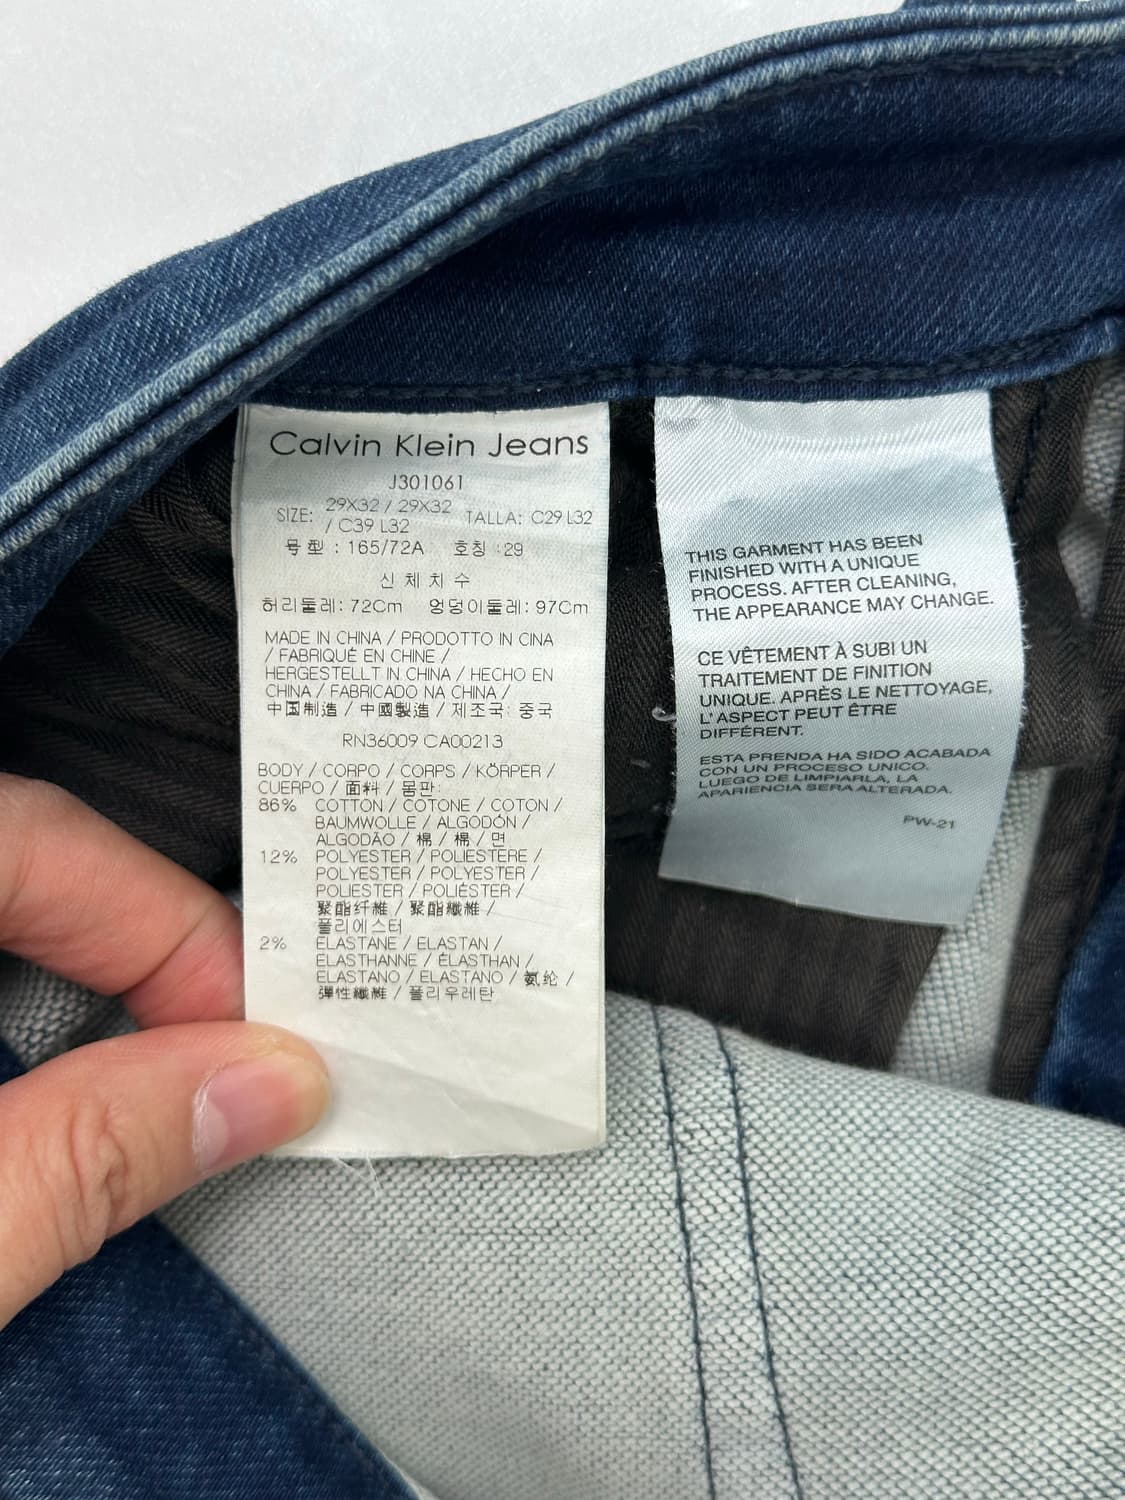 Calvin Klein Jeans
J301061
SIZE: 29X32 / 29X32 / C39 L32 TALLA: C29 L32
号型 : 165/72A 호칭 :29
신체치수
허리둘레: 72Cm 엉덩이둘레: 97Cm
MADE IN CHINA / PRODOTTO IN CINA
/ FABRIQUÉ EN CHINE /
HERGESTELLT IN CHINA / HECHO EN
CHINA / FABRICADO NA CHINA /
中国制造 / 中國製造 / 제조국: 중국
RN36009 CA00213
BODY / CORPO / CORPS / KÖRPER /
CUERPO / 面料 / 몸판:
86% COTTON / COTONE / COTON /
BAUMWOLLE / ALGODÓN /
ALGODÃO / 棉 / 棉 / 면
12% POLYESTER / POLIESTERE /
POLYESTER / POLYESTER /
POLIESTER / POLIÉSTER /
聚酯纤维 / 聚酯纖維 /
폴리에스터
2% ELASTANE / ELASTAN /
ELASTHANNE / ELASTHAN /
ELASTANO / ELASTANO / 氨纶 /
彈性纖維 / 폴리우레탄
THIS GARMENT HAS BEEN
FINISHED WITH A UNIQUE
PROCESS. AFTER CLEANING,
THE APPEARANCE MAY CHANGE.
CE VÊTEMENT À SUBI UN
TRAITEMENT DE FINITION
UNIQUE. APRÈS LE NETTOYAGE,
L'ASPECT PEUT ÊTRE
DIFFÉRENT.
ESTA PRENDA HA SIDO ACABADA
CON UN PROCESO UNICO.
LUEGO DE LIMPIARLA, LA
APARIENCIA SERA ALTERADA.
PW-21